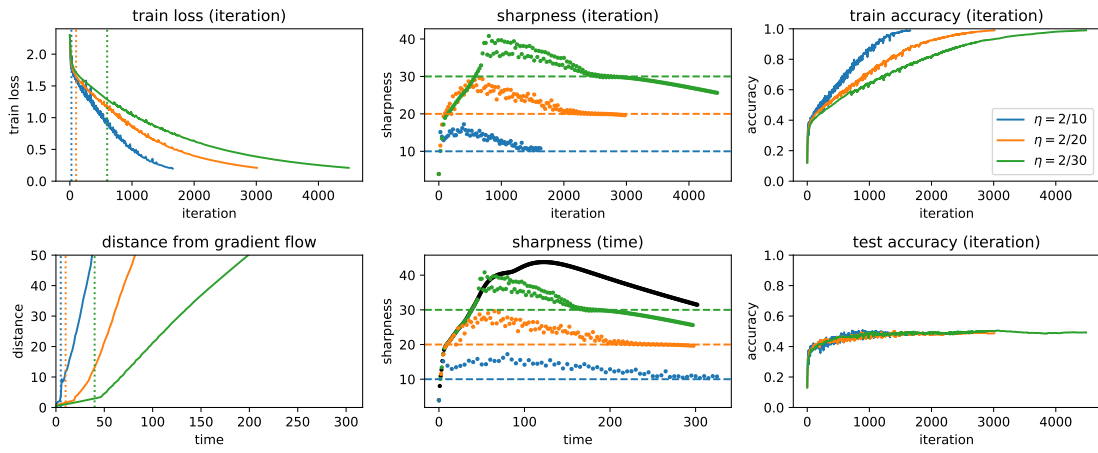 train loss (iteration)
train loss
2.0
1.5
1.0
0.5
0.0
0 1000 2000 3000 4000
iteration
sharpness (iteration)
sharpness
40
30
20
10
0 1000 2000 3000 4000
iteration
train accuracy (iteration)
accuracy
1.0
0.8
0.6
0.4
0.2
0.0
η = 2/10
η = 2/20
η = 2/30
0 1000 2000 3000 4000
iteration
distance from gradient flow
distance
50
40
30
20
10
0
0 50 100 150 200 250 300
time
sharpness (time)
sharpness
40
30
20
10
0 100 200 300
time
test accuracy (iteration)
accuracy
1.0
0.8
0.6
0.4
0.2
0.0
0 1000 2000 3000 4000
iteration